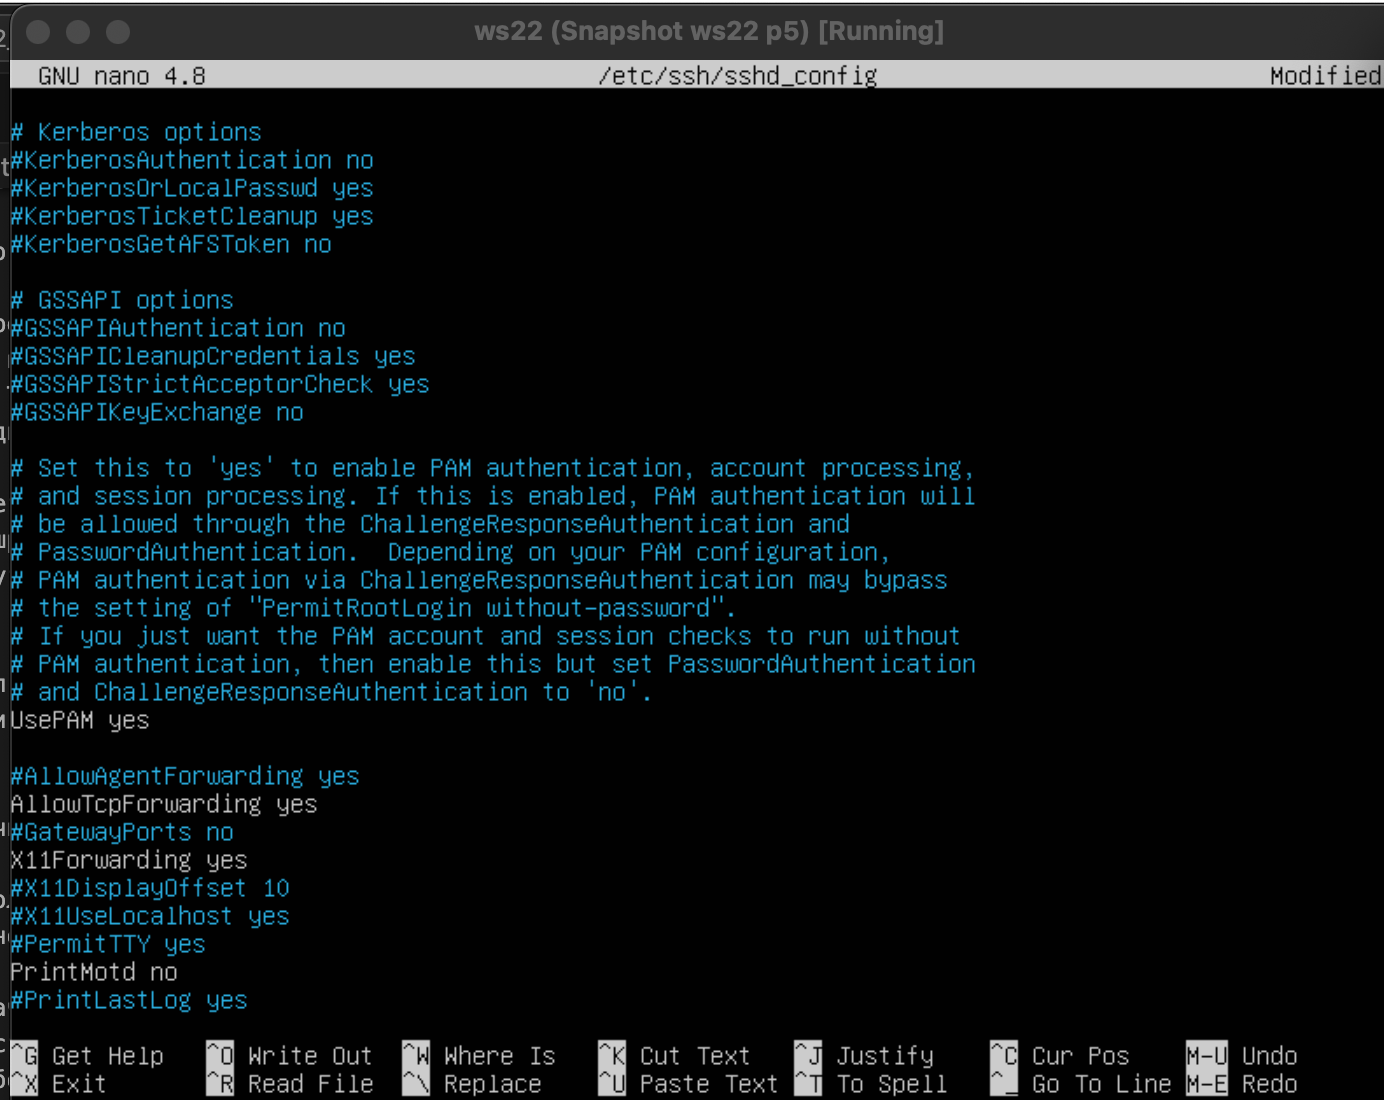 ws22 (Snapshot ws22 p5) [Running]
GNU nano 4.8 /etc/ssh/sshd_config Modified
# Kerberos options
#KerberosAuthentication no
#KerberosOrLocalPasswd yes
#KerberosTicketCleanup yes
#KerberosGetAFSToken no
# GSSAPI options
#GSSAPIAuthentication no
#GSSAPICleanupCredentials yes
#GSSAPIStrictAcceptorCheck yes
#GSSAPIKeyExchange no
# Set this to 'yes' to enable PAM authentication, account processing,
# and session processing. If this is enabled, PAM authentication will
# be allowed through the ChallengeResponseAuthentication and
# PasswordAuthentication.  Depending on your PAM configuration,
# PAM authentication via ChallengeResponseAuthentication may bypass
# the setting of "PermitRootLogin without-password".
# If you just want the PAM account and session checks to run without
# PAM authentication, then enable this but set PasswordAuthentication
# and ChallengeResponseAuthentication to 'no'.
UsePAM yes
#AllowAgentForwarding yes
AllowTcpForwarding yes
#GatewayPorts no
X11Forwarding yes
#X11DisplayOffset 10
#X11UseLocalhost yes
#PermitTTY yes
PrintMotd no
#PrintLastLog yes
^G Get Help ^O Write Out ^W Where Is ^K Cut Text ^J Justify ^C Cur Pos M-U Undo
^X Exit ^R Read File ^\ Replace ^U Paste Text ^T To Spell ^_ Go To Line M-E Redo